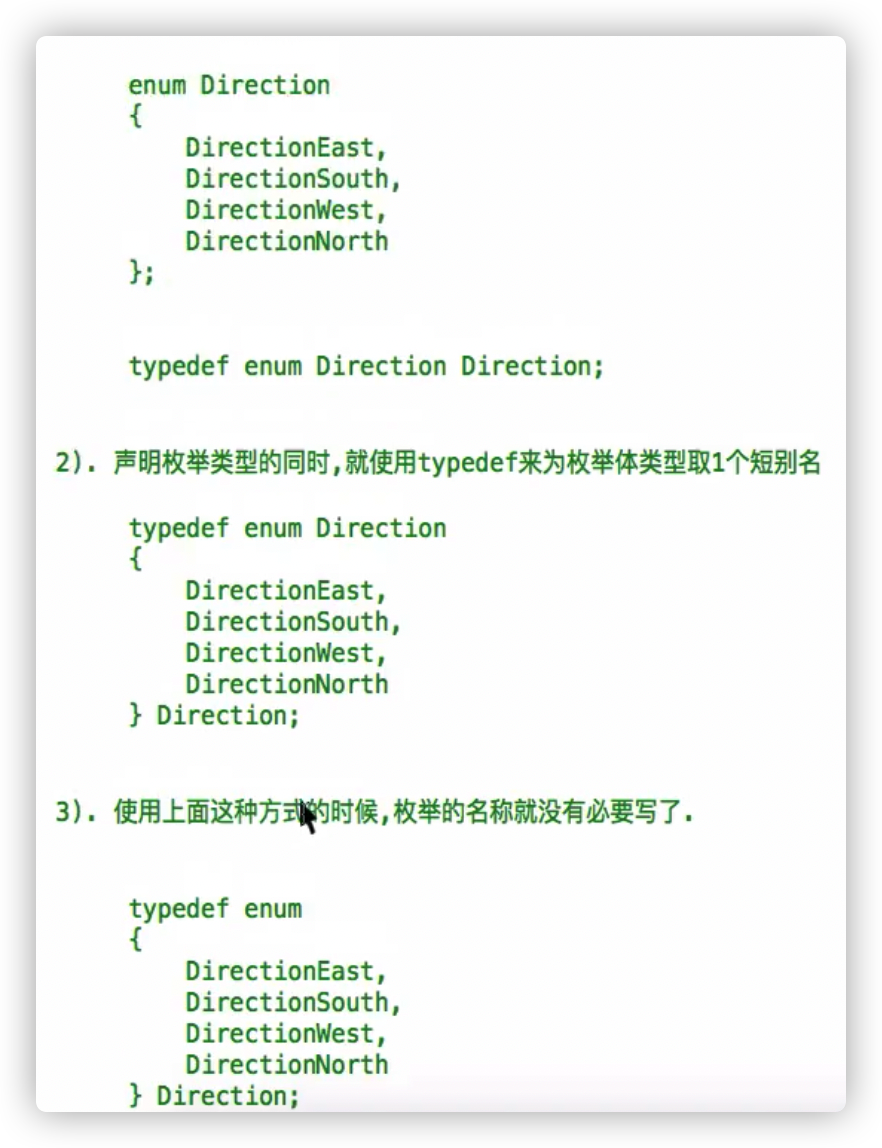 enum Direction
{
DirectionEast,
DirectionSouth,
DirectionWest,
DirectionNorth
};
typedef enum Direction Direction;
2). 声明枚举类型的同时,就使用typedef来为枚举体类型取1个短别名
typedef enum Direction
{
DirectionEast,
DirectionSouth,
DirectionWest,
DirectionNorth
} Direction;
3). 使用上面这种方式的时候,枚举的名称就没有必要写了.
typedef enum
{
DirectionEast,
DirectionSouth,
DirectionWest,
DirectionNorth
} Direction;